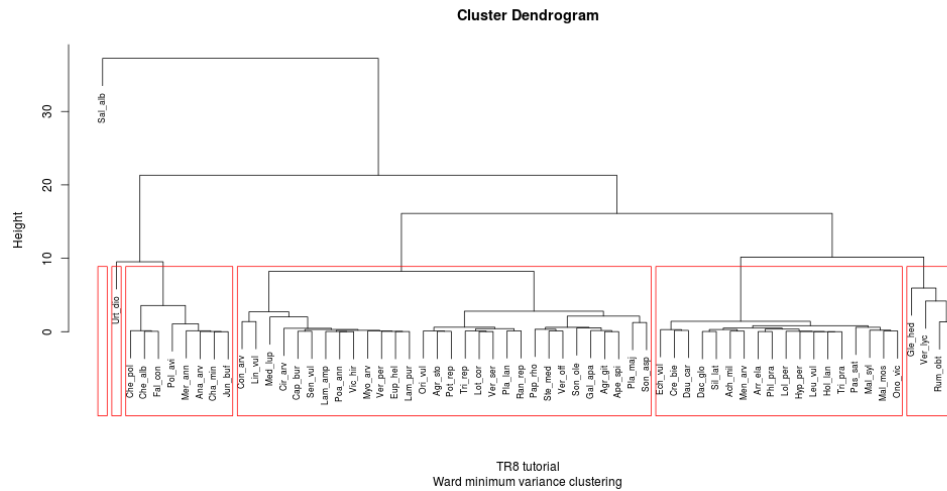 Cluster Dendrogram
Height
30
20
10
0
Sal_alb
Urt_dio
Che_pol
Che_alb
Fal_con
Pol_avi
Mer_ann
Ana_arv
Cha_min
Jun_buf
Con_arv
Lin_vul
Med_lup
Cir_arv
Cap_bur
Sen_vul
Lam_amp
Poa_ann
Vic_hir
Myo_arv
Ver_per
Eup_hel
Lam_pur
Ori_vul
Agr_sto
Pot_rep
Tri_rep
Lot_cor
Ver_ser
Pla_lan
Ran_rep
Pap_rho
Ste_med
Ver_off
Son_ole
Gal_apa
Agr_git
Ape_spi
Pla_maj
Son_asp
Ech_vul
Cre_bie
Dau_car
Dac_glo
Sil_lat
Ach_mil
Men_arv
Arr_ela
Phl_pra
Lol_per
Hyp_per
Leu_vul
Hol_lan
Tri_pra
Pas_sat
Mal_syl
Mal_mos
Ono_vic
Gle_hed
Ver_lyc
Rum_obt
TR8 tutorial
Ward minimum variance clustering